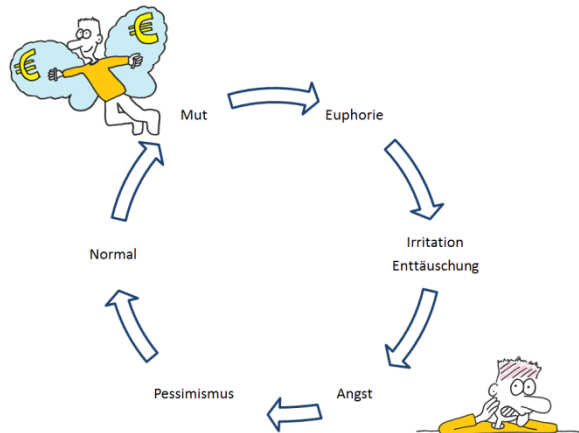 € €
Mut
Euphorie
Irritation
Enttäuschung
Angst
Pessimismus
Normal